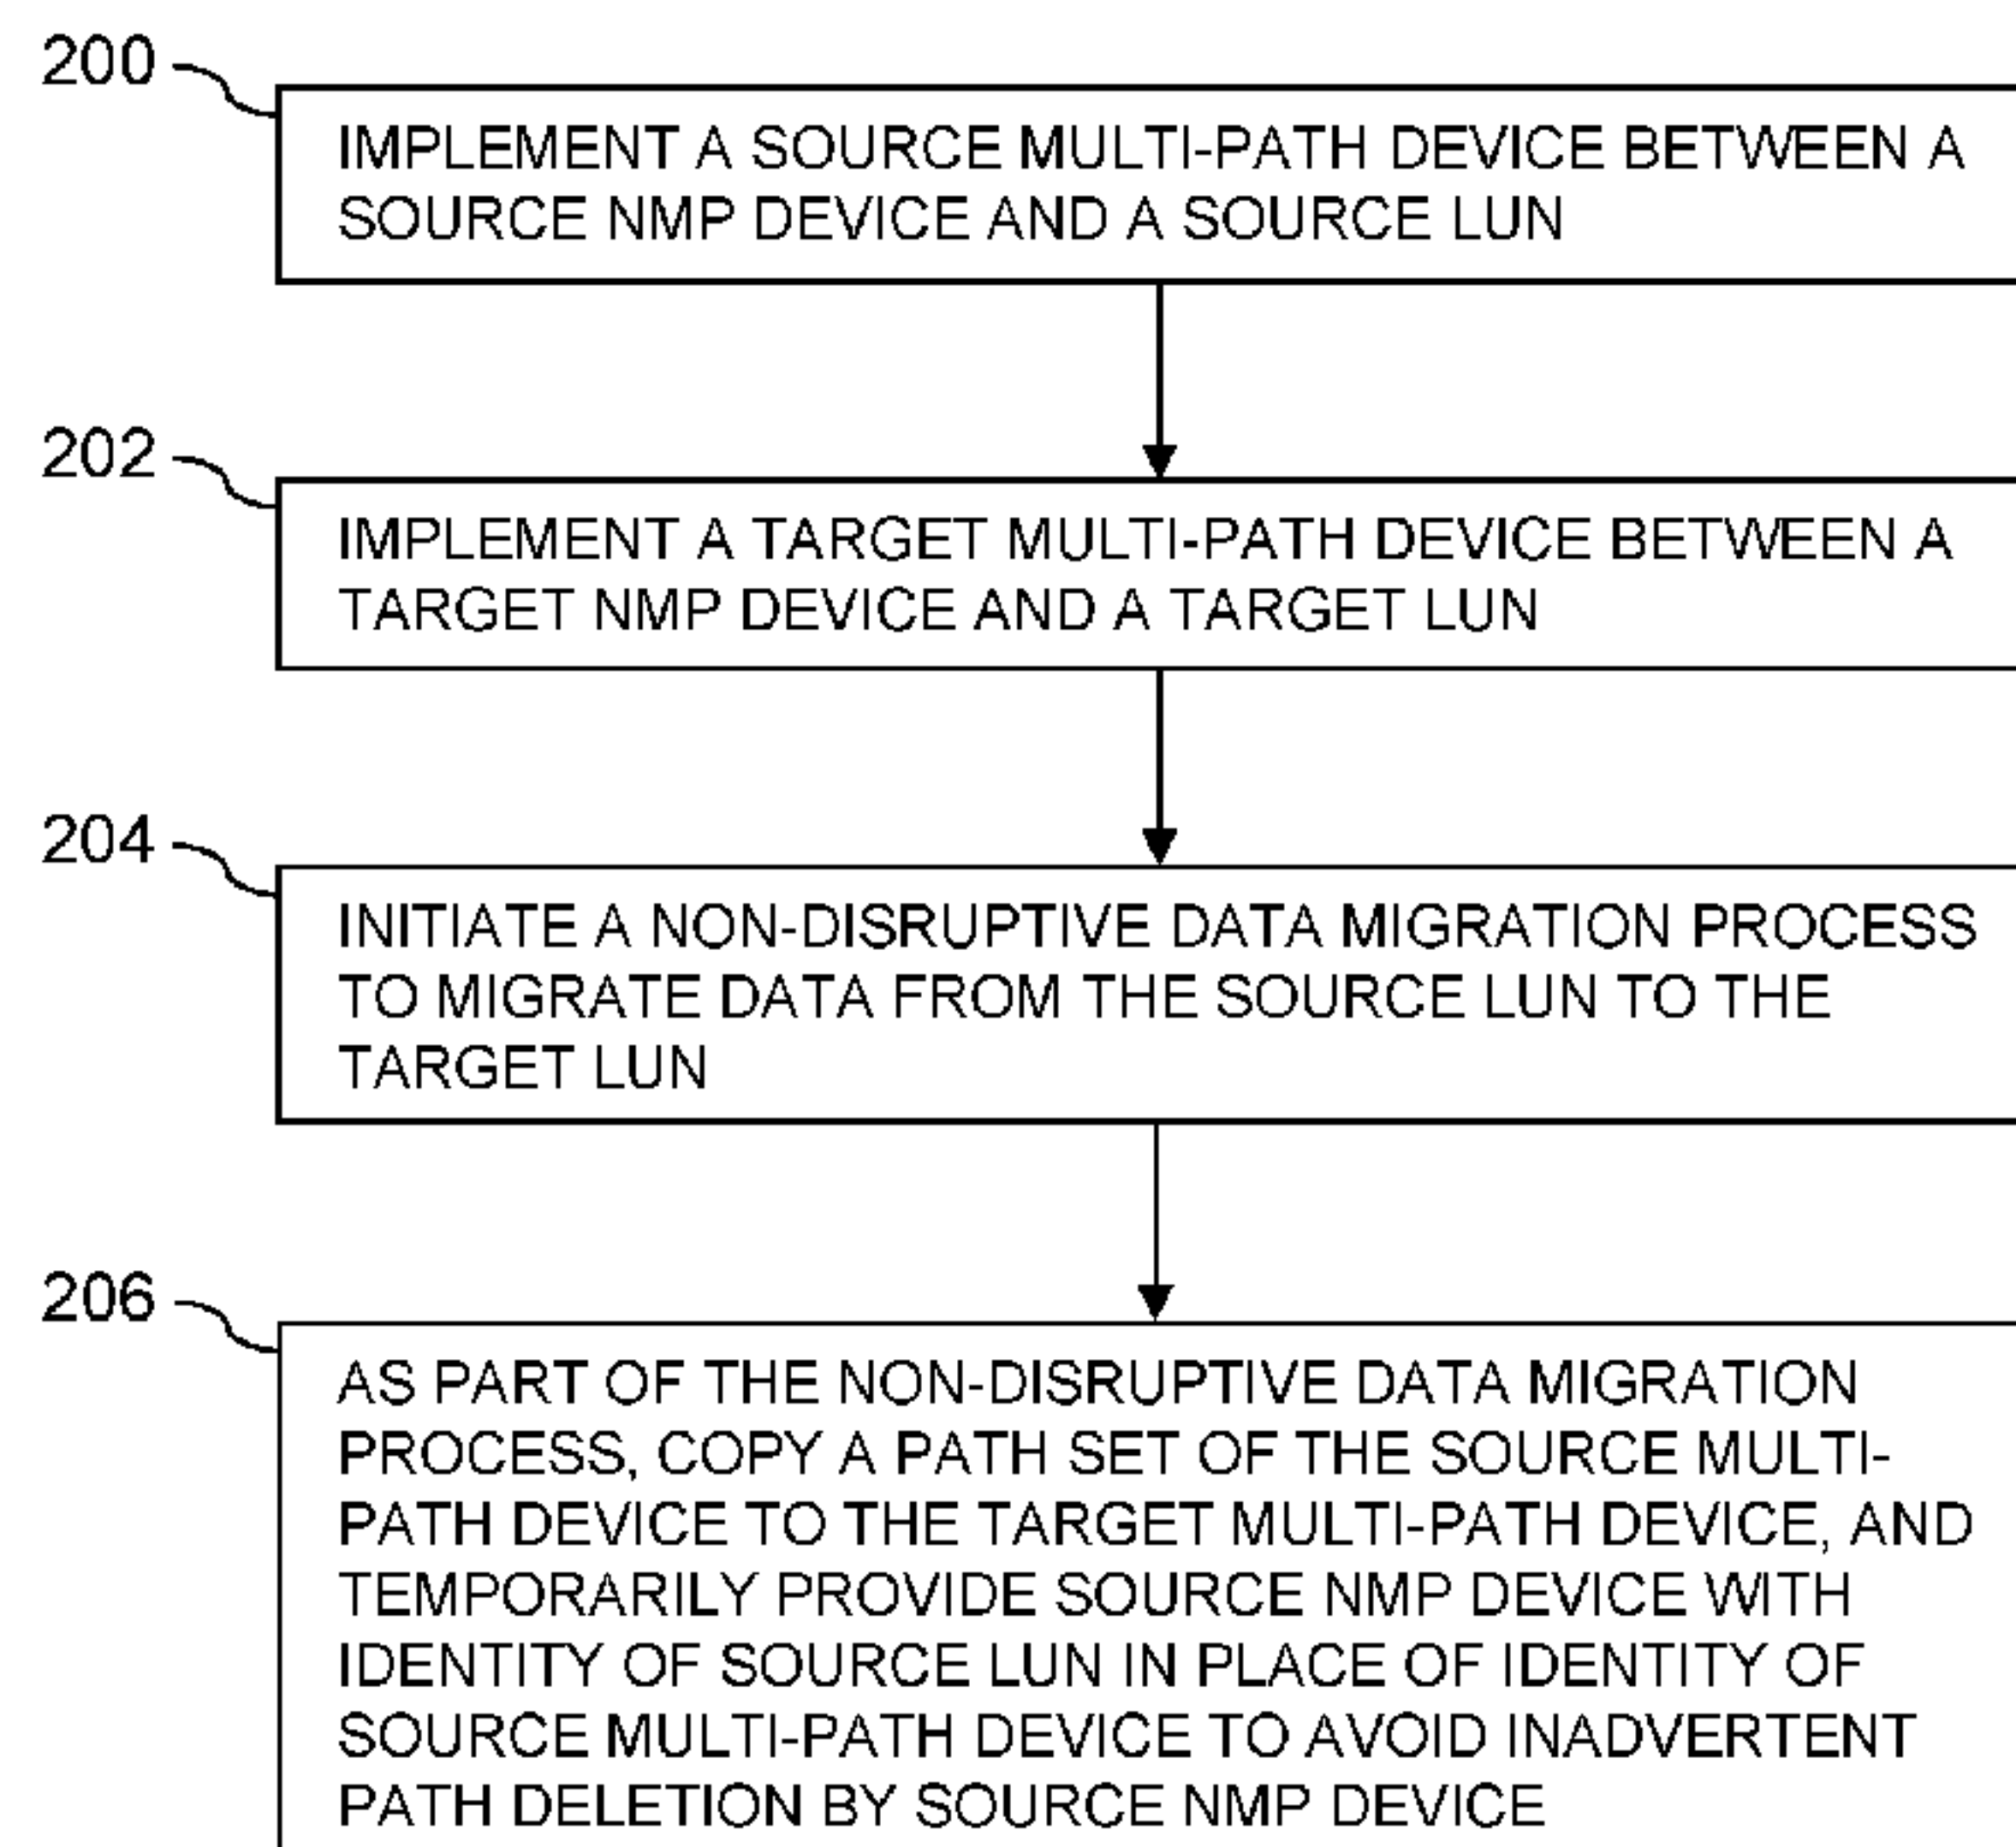 200
IMPLEMENT A SOURCE MULTI-PATH DEVICE BETWEEN A
SOURCE NMP DEVICE AND A SOURCE LUN
202
IMPLEMENT A TARGET MULTI-PATH DEVICE BETWEEN A
TARGET NMP DEVICE AND A TARGET LUN
204
INITIATE A NON-DISRUPTIVE DATA MIGRATION PROCESS
TO MIGRATE DATA FROM THE SOURCE LUN TO THE
TARGET LUN
206
AS PART OF THE NON-DISRUPTIVE DATA MIGRATION
PROCESS, COPY A PATH SET OF THE SOURCE MULTI-
PATH DEVICE TO THE TARGET MULTI-PATH DEVICE, AND
TEMPORARILY PROVIDE SOURCE NMP DEVICE WITH
IDENTITY OF SOURCE LUN IN PLACE OF IDENTITY OF
SOURCE MULTI-PATH DEVICE TO AVOID INADVERTENT
PATH DELETION BY SOURCE NMP DEVICE